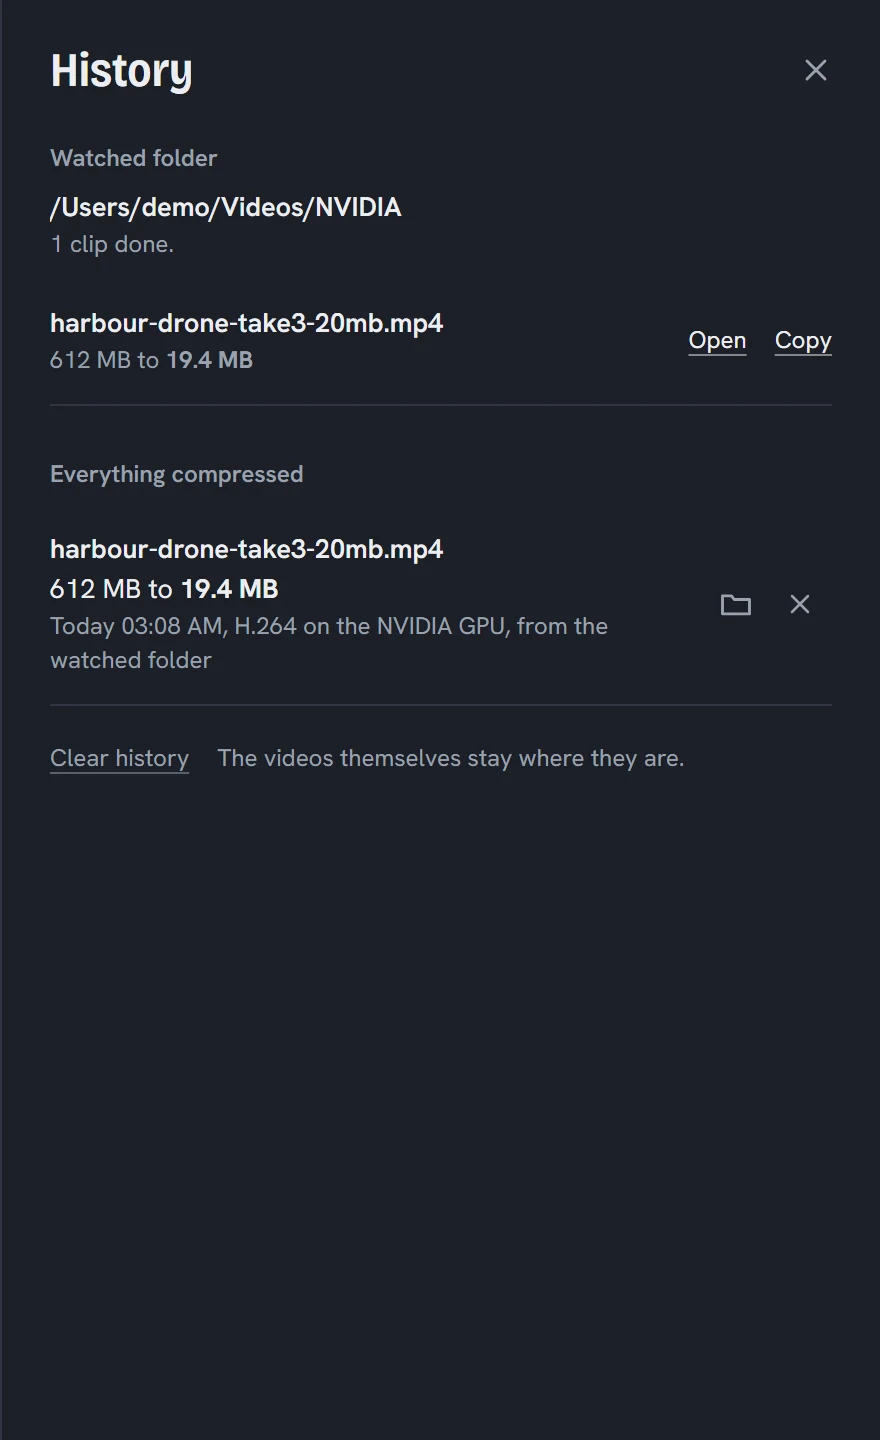 History
Watched folder
/Users/demo/Videos/NVIDIA
1 clip done.
harbour-drone-take3-20mb.mp4
612 MB to 19.4 MB
Open Copy
Everything compressed
harbour-drone-take3-20mb.mp4
612 MB to 19.4 MB
Today 03:08 AM, H.264 on the NVIDIA GPU, from the
watched folder
Clear history The videos themselves stay where they are.